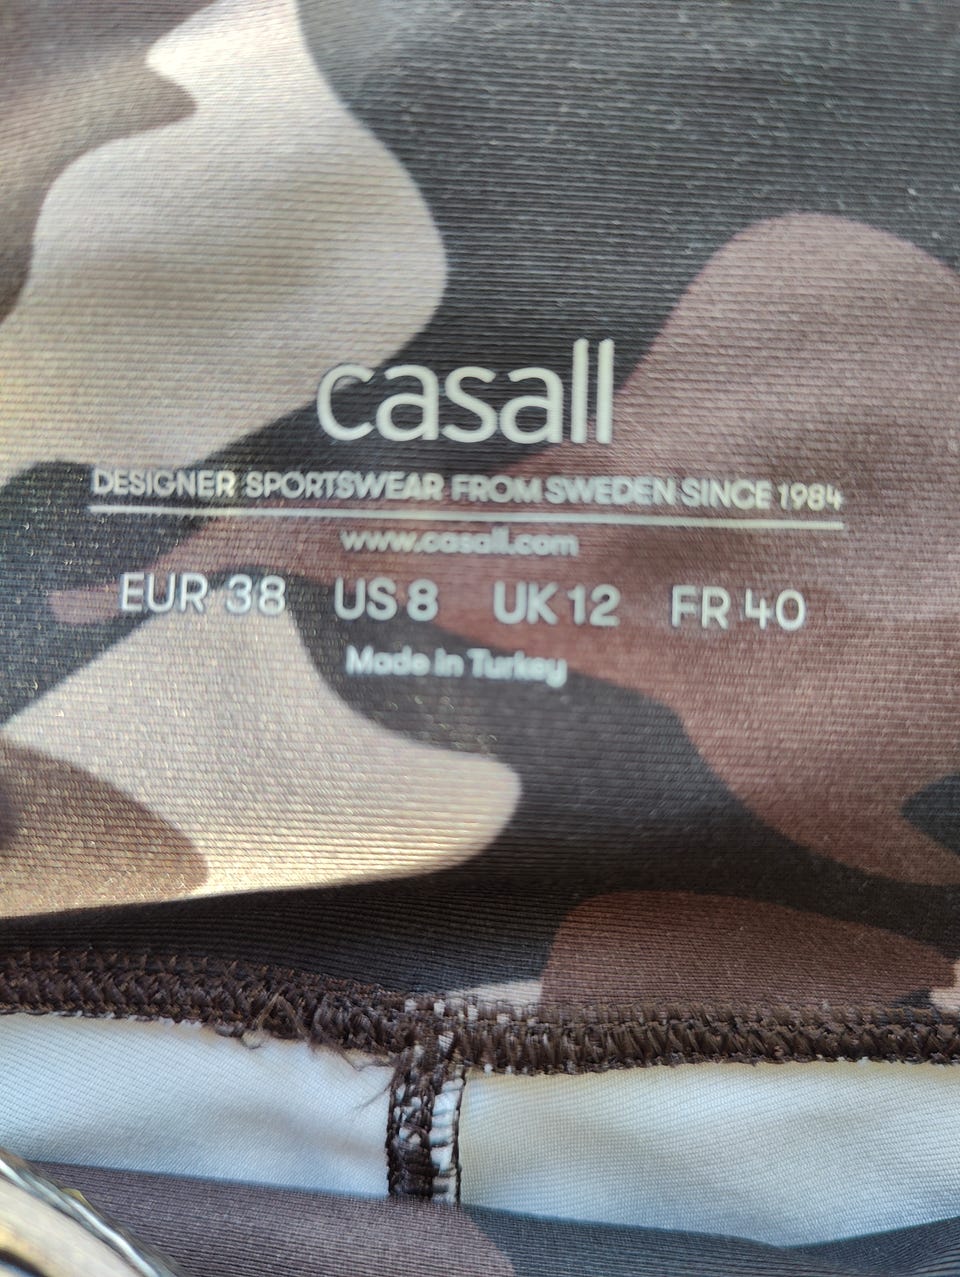 casall
DESIGNER SPORTSWEAR FROM SWEDEN SINCE 1984
www.casall.com
EUR 38 US 8 UK 12 FR 40
Made in Turkey